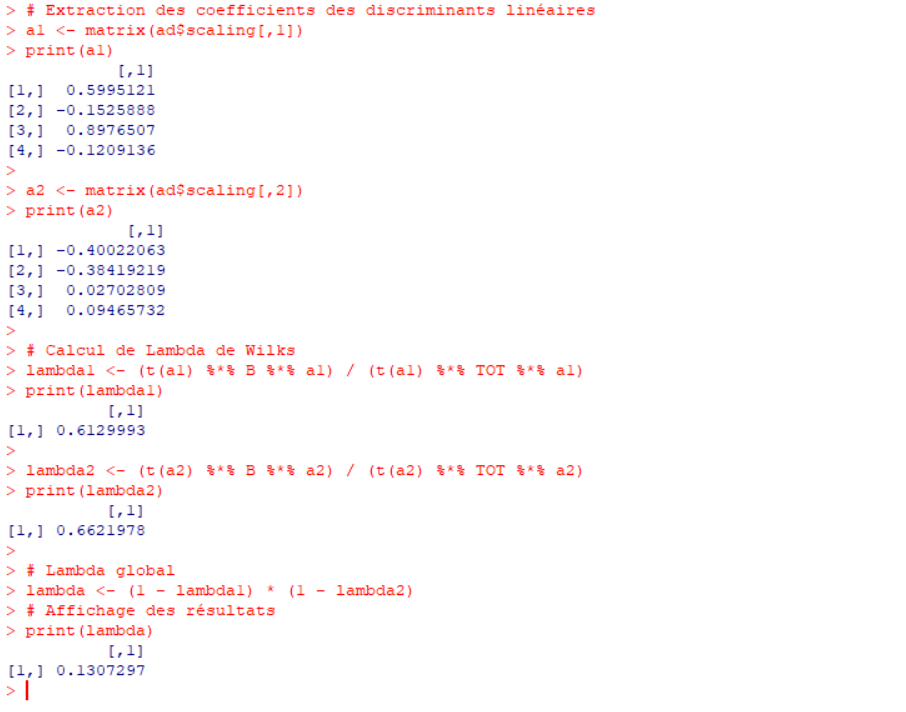 > # Extraction des coefficients des discriminants linéaires
> a1 <- matrix(ad$scaling[,1])
> print(a1)
           [,1]
[1,]  0.5995121
[2,] -0.1525888
[3,]  0.8976507
[4,] -0.1209136
>
> a2 <- matrix(ad$scaling[,2])
> print(a2)
            [,1]
[1,] -0.40022063
[2,] -0.38419219
[3,]  0.02702809
[4,]  0.09465732
>
> # Calcul de Lambda de Wilks
> lambda1 <- (t(a1) %*% B %*% a1) / (t(a1) %*% TOT %*% a1)
> print(lambda1)
          [,1]
[1,] 0.6129993
>
> lambda2 <- (t(a2) %*% B %*% a2) / (t(a2) %*% TOT %*% a2)
> print(lambda2)
          [,1]
[1,] 0.6621978
>
> # Lambda global
> lambda <- (1 - lambda1) * (1 - lambda2)
> # Affichage des résultats
> print(lambda)
          [,1]
[1,] 0.1307297
>